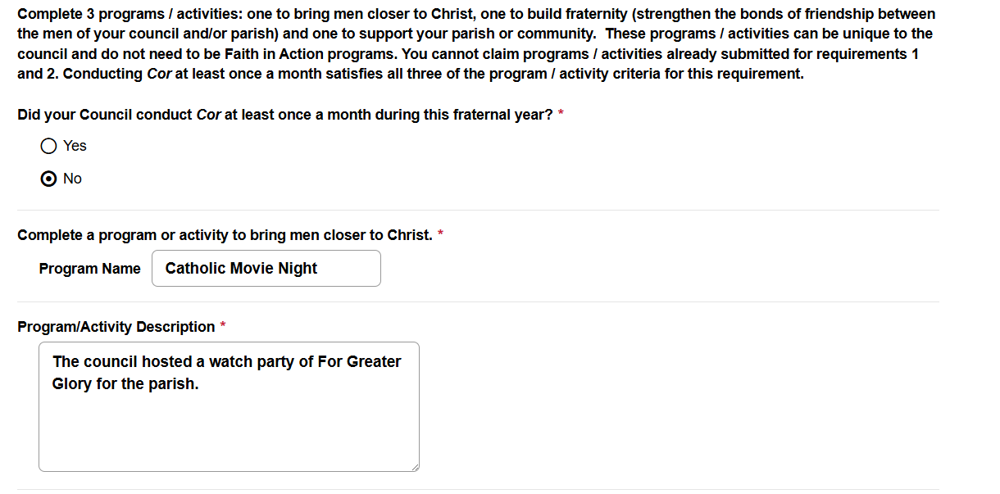 Complete 3 programs / activities: one to bring men closer to Christ, one to build fraternity (strengthen the bonds of friendship between
the men of your council and/or parish) and one to support your parish or community.  These programs / activities can be unique to the
council and do not need to be Faith in Action programs. You cannot claim programs / activities already submitted for requirements 1
and 2. Conducting Cor at least once a month satisfies all three of the program / activity criteria for this requirement.
Did your Council conduct Cor at least once a month during this fraternal year? *
Yes
No
Complete a program or activity to bring men closer to Christ. *
Program Name Catholic Movie Night
Program/Activity Description *
The council hosted a watch party of For Greater
Glory for the parish.